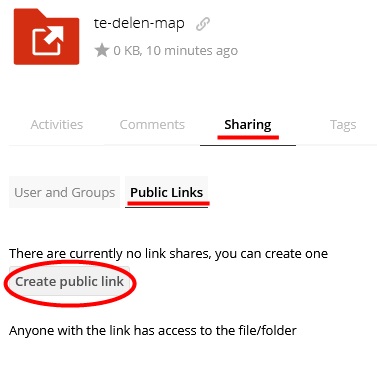 te-delen-map
0 KB, 10 minutes ago
Activities Comments Sharing Tags
User and Groups Public Links
There are currently no link shares, you can create one
Create public link
Anyone with the link has access to the file/folder